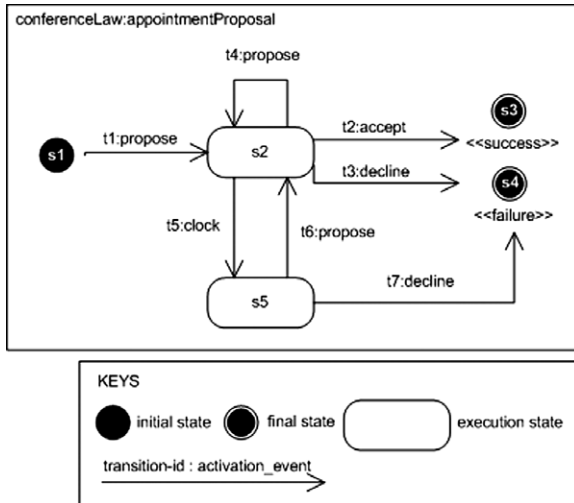 conferenceLaw:appointmentProposal
t4:propose
s1
t1:propose
s2
t2:accept
s3
<<success>>
t3:decline
s4
<<failure>>
t5:clock
t6:propose
s5
t7:decline
KEYS
initial state
final state
execution state
transition-id : activation_event